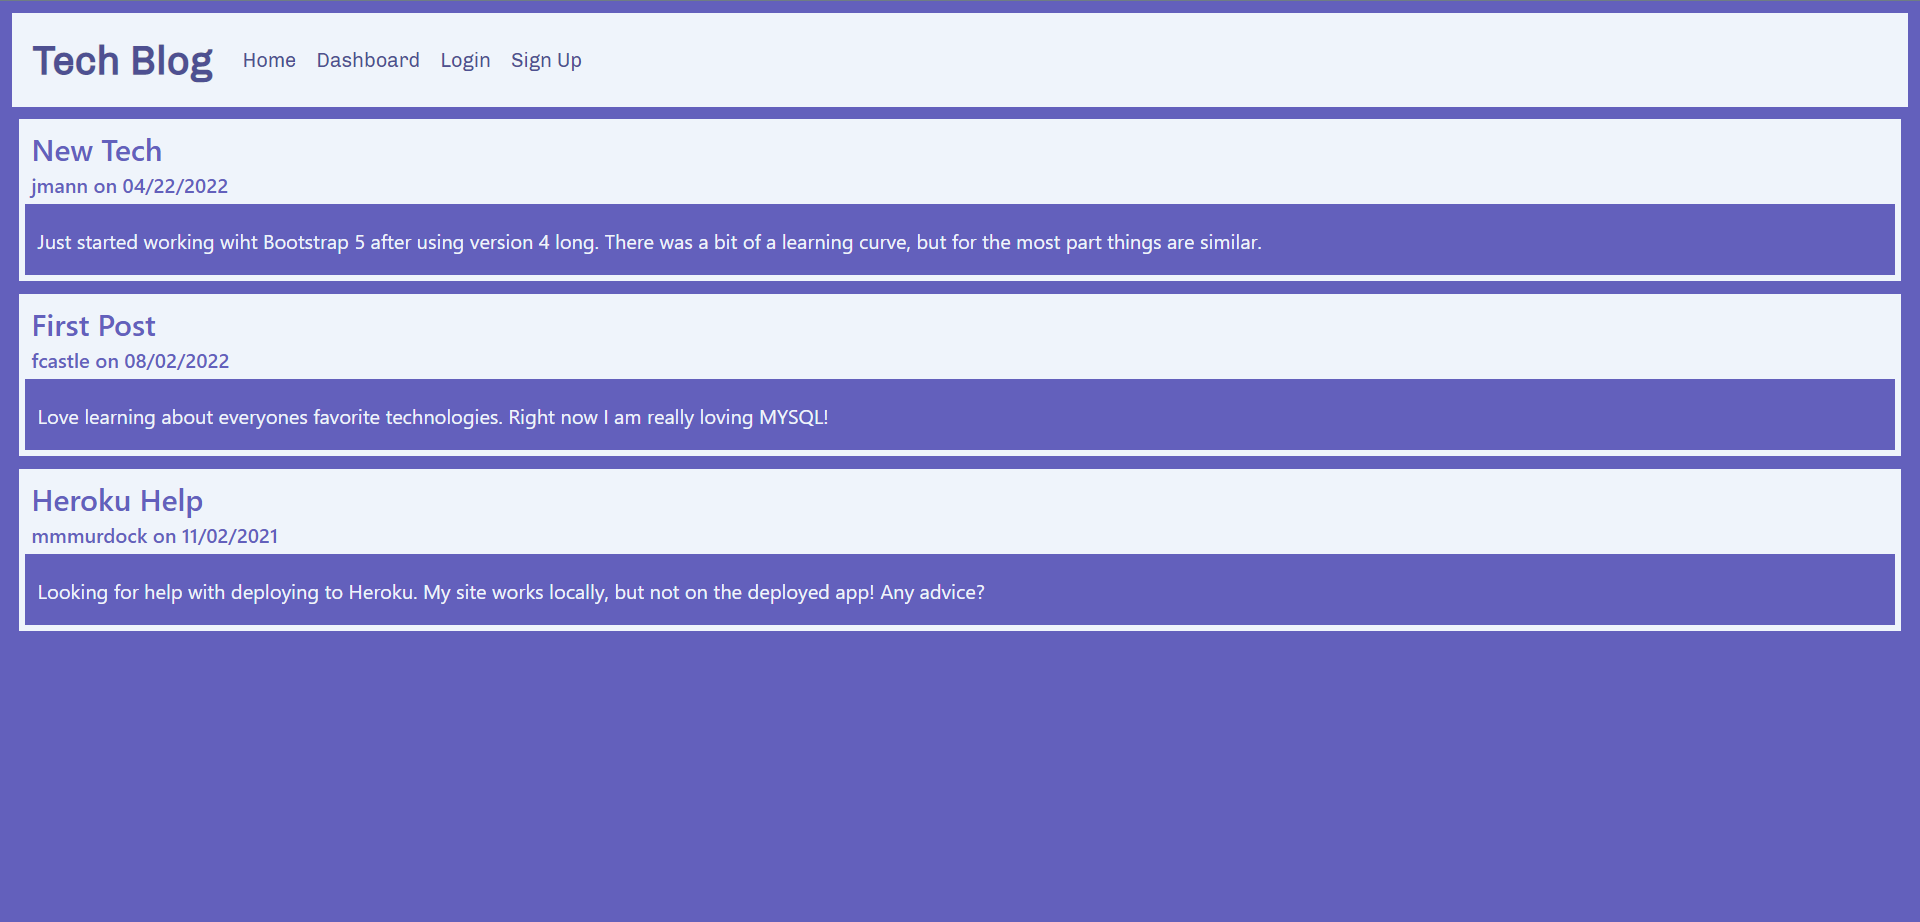 Tech Blog Home Dashboard Login Sign Up
New Tech
jmann on 04/22/2022
Just started working wiht Bootstrap 5 after using version 4 long. There was a bit of a learning curve, but for the most part things are similar.
First Post
fcastle on 08/02/2022
Love learning about everyones favorite technologies. Right now I am really loving MYSQL!
Heroku Help
mmmurdock on 11/02/2021
Looking for help with deploying to Heroku. My site works locally, but not on the deployed app! Any advice?